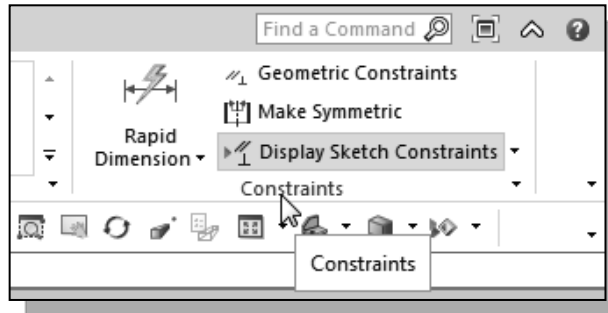 Find a Command
Geometric Constraints
Make Symmetric
Rapid
Dimension
Display Sketch Constraints
Constraints
Constraints